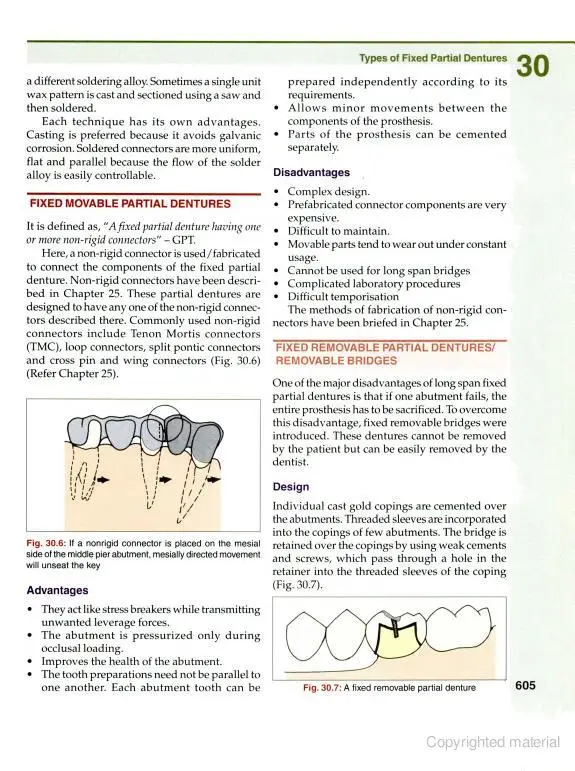 Types of Fixed Partial Dentures
30
a different soldering alloy. Sometimes a single unit
wax pattern is cast and sectioned using a saw and
then soldered.
Each technique has its own advantages.
Casting is preferred because it avoids galvanic
corrosion. Soldered connectors are more uniform,
flat and parallel because the flow of the solder
alloy is easily controllable.
FIXED MOVABLE PARTIAL DENTURES
It is defined as, "A fixed partial denture having one
or more non-rigid connectors" – GPT.
Here, a non-rigid connector is used/fabricated
to connect the components of the fixed partial
denture. Non-rigid connectors have been descri-
bed in Chapter 25. These partial dentures are
designed to have any one of the non-rigid connec-
tors described there. Commonly used non-rigid
connectors include Tenon Mortis connectors
(TMC), loop connectors, split pontic connectors
and cross pin and wing connectors (Fig. 30.6)
(Refer Chapter 25).
Fig. 30.6: If a nonrigid connector is placed on the mesial
side of the middle pier abutment, mesially directed movement
will unseat the key
Advantages
• They act like stress breakers while transmitting
unwanted leverage forces.
• The abutment is pressurized only during
occlusal loading.
• Improves the health of the abutment.
• The tooth preparations need not be parallel to
one another. Each abutment tooth can be
prepared independently according to its
requirements.
• Allows minor movements between the
components of the prosthesis.
• Parts of the prosthesis can be cemented
separately.
Disadvantages
• Complex design.
• Prefabricated connector components are very
expensive.
• Difficult to maintain.
• Movable parts tend to wear out under constant
usage.
• Cannot be used for long span bridges
• Complicated laboratory procedures
• Difficult temporisation
The methods of fabrication of non-rigid con-
nectors have been briefed in Chapter 25.
FIXED REMOVABLE PARTIAL DENTURES/
REMOVABLE BRIDGES
One of the major disadvantages of long span fixed
partial dentures is that if one abutment fails, the
entire prosthesis has to be sacrificed. To overcome
this disadvantage, fixed removable bridges were
introduced. These dentures cannot be removed
by the patient but can be easily removed by the
dentist.
Design
Individual cast gold copings are cemented over
the abutments. Threaded sleeves are incorporated
into the copings of few abutments. The bridge is
retained over the copings by using weak cements
and screws, which pass through a hole in the
retainer into the threaded sleeves of the coping
(Fig. 30.7).
Fig. 30.7: A fixed removable partial denture
605
Copyrighted material